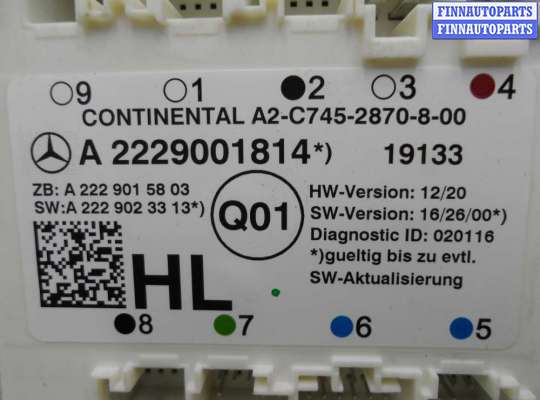 FINNAUTOPARTS
FINNAUTOPARTS
9 1 2 3 4
CONTINENTAL A2-C745-2870-8-00
A 2229001814*) 19133
ZB: A 222 901 58 03
SW:A 222 902 33 13*)
Q01
HW-Version: 12/20
SW-Version: 16/26/00*)
Diagnostic ID: 020116
*)gueltig bis zu evtl.
SW-Aktualisierung
HL
8 7 6 5